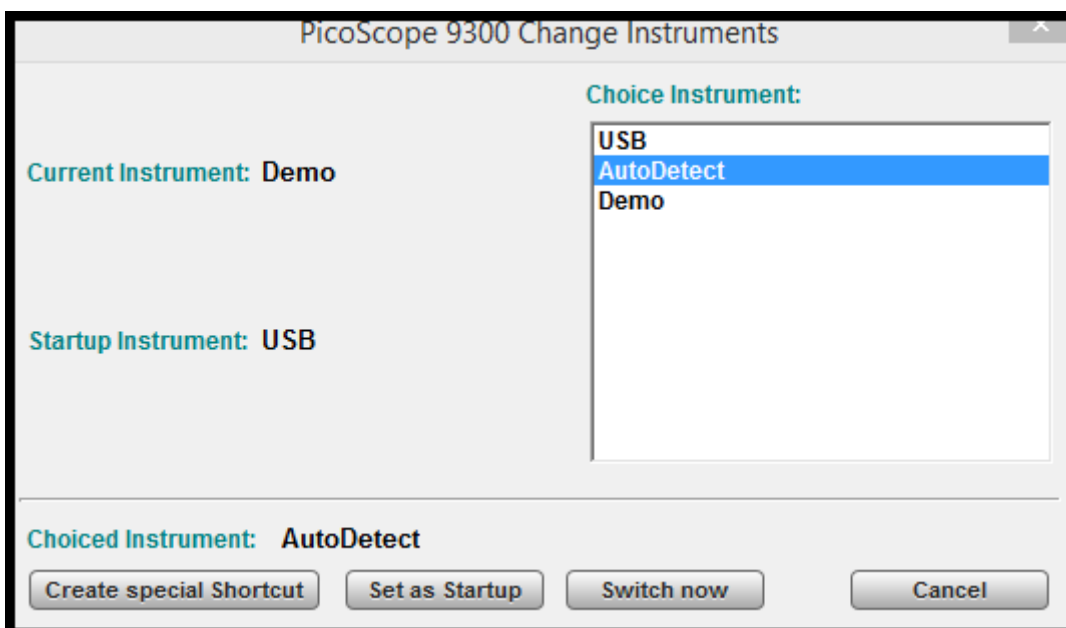 PicoScope 9300 Change Instruments
Choice Instrument:
USB
AutoDetect
Demo
Current Instrument: Demo
Startup Instrument: USB
Choiced Instrument: AutoDetect
Create special Shortcut
Set as Startup
Switch now
Cancel